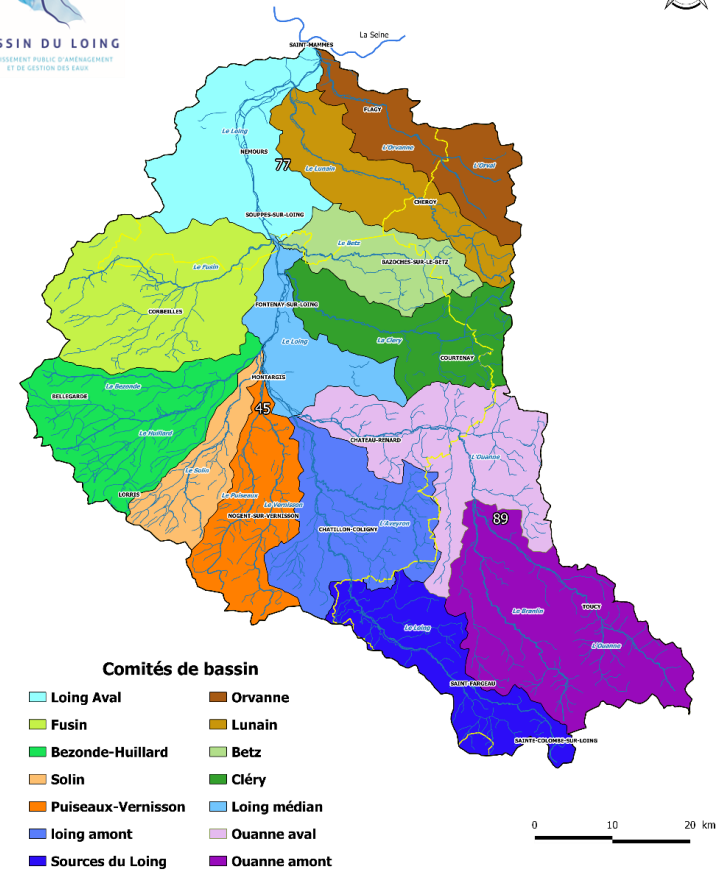 SSIN DU LOING
ISSEMENT PUBLIC D'AMÉNAGEMENT
ET DE GESTION DES EAUX
La Seine
SAINT-MAMMES
FLAGY
Le Loing
NEMOURS
L'Orvanne
77
Le Lunain
L'Orval
CHEROY
SOUPPES-SUR-LOING
Le Betz
BAZOCHES-SUR-LE-BETZ
Le Fusin
FONTENAY-SUR-LOING
CORBEILLES
Le Loing
La Clery
COURTENAY
MONTARGIS
La Bezonde
BELLEGARDE
45
Le Huillard
CHATEAU-RENARD
L'Ouanne
Le Solin
LORRIS
Le Puiseaux
Le Vernisson
NOGENT-SUR-VERNISSON
CHATILLON-COLIGNY
L'Aveyron
89
Le Branlin
TOUCY
Le Loing
L'Ouanne
SAINT-FARGEAU
SAINTE-COLOMBE-SUR-LOING
Comités de bassin
Loing Aval
Fusin
Bezonde-Huillard
Solin
Puiseaux-Vernisson
loing amont
Sources du Loing
Orvanne
Lunain
Betz
Cléry
Loing médian
Ouanne aval
Ouanne amont
0 10 20 km